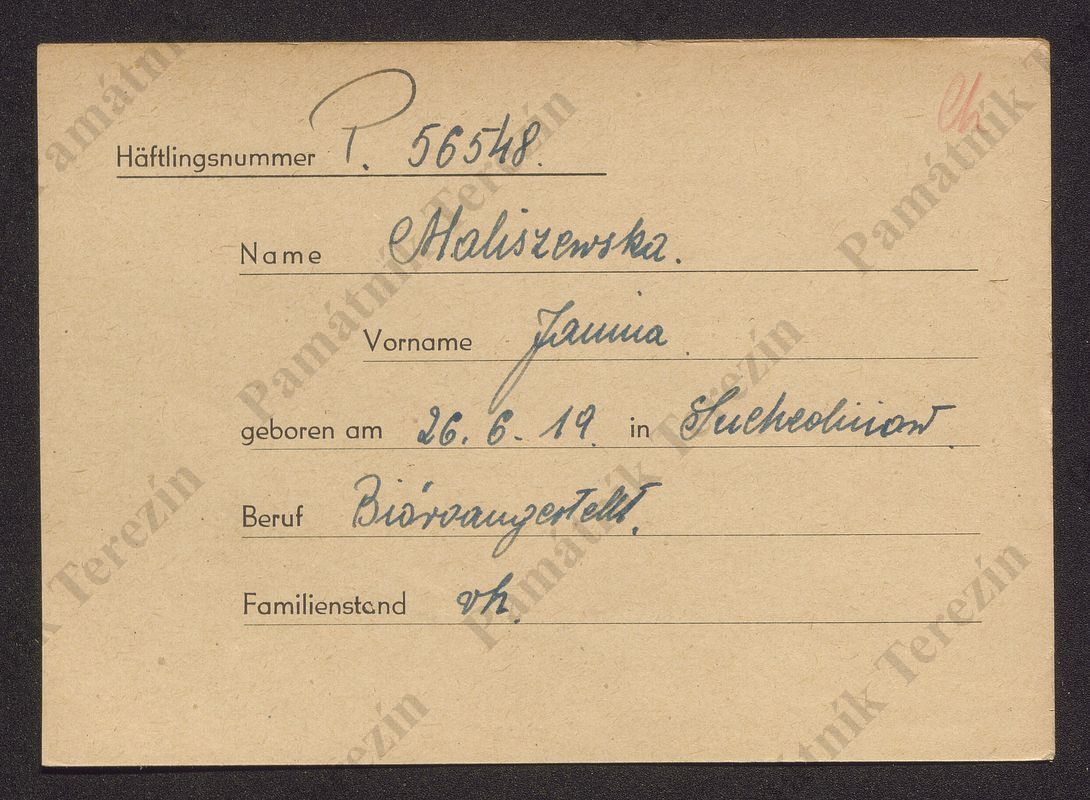 Ch
Häftlingsnummer P. 56548.
Name Maliszewska.
Vorname Janina
geboren am 26. 6. 19. in Suchedniow.
Beruf Büroangestellt.
Familienstand vh.
Památník Terezín